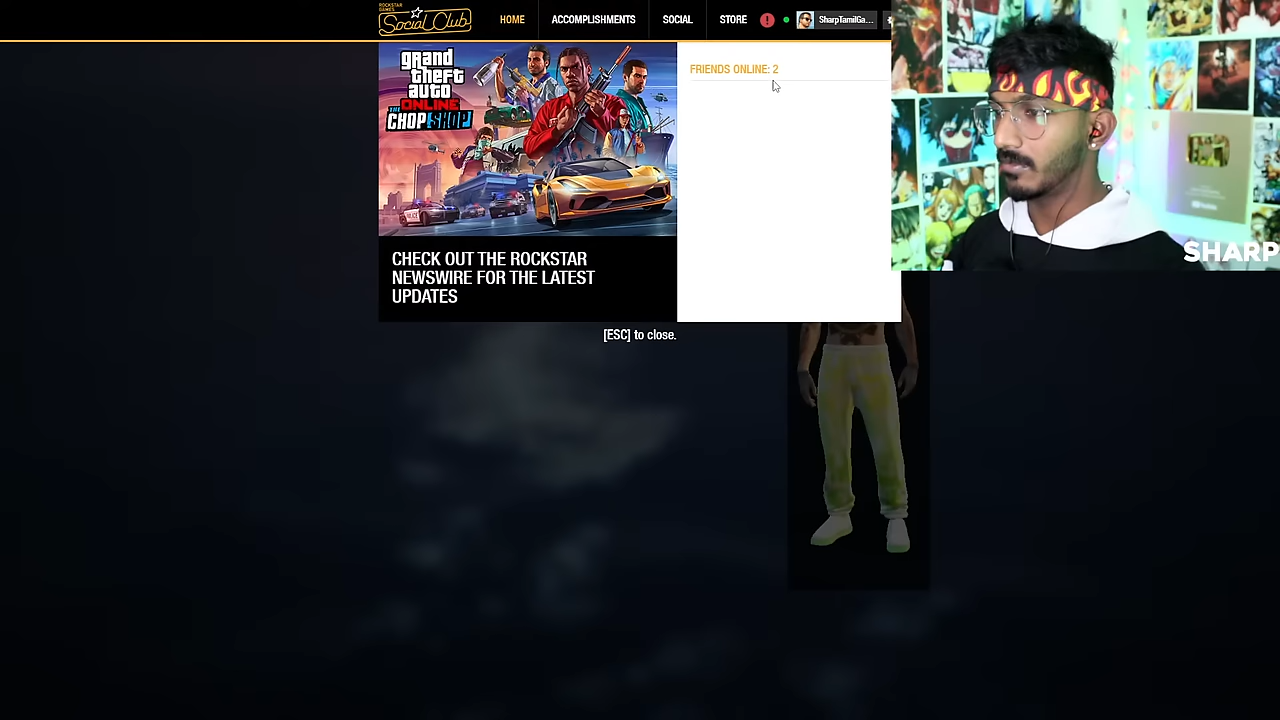 ROCKSTAR
GAMES
Social Club
HOME
ACCOMPLISHMENTS
SOCIAL
STORE
SharpTamilGa...
grand
theft
auto
ONLINE
THE
CHOP SHOP
FRIENDS ONLINE: 2
CHECK OUT THE ROCKSTAR
NEWSWIRE FOR THE LATEST
UPDATES
[ESC] to close.
SHARP